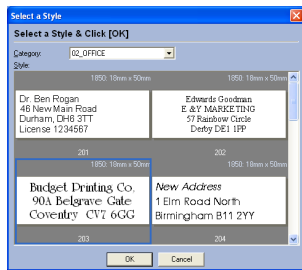 Select a Style
Select a Style & Click [OK]
Category:
02_OFFICE
Style:
1850: 18mm x 50mm
1850: 18mm x 50mm
Dr. Ben Rogan
46 New Main Road
Durham, DH6 3TT
License 1234567
Edwards Goodman
E &Y MARKETING
57 Rainbow Circle
Derby DE1 1FP
201
202
1850: 18mm x 50mm
1850: 18mm x 50mm
Budget Printing Co.
90A Belgrave Gate
Coventry CV7 6GG
New Address
1 Elm Road North
Birmingham B11 2YY
203
204
OK
Cancel